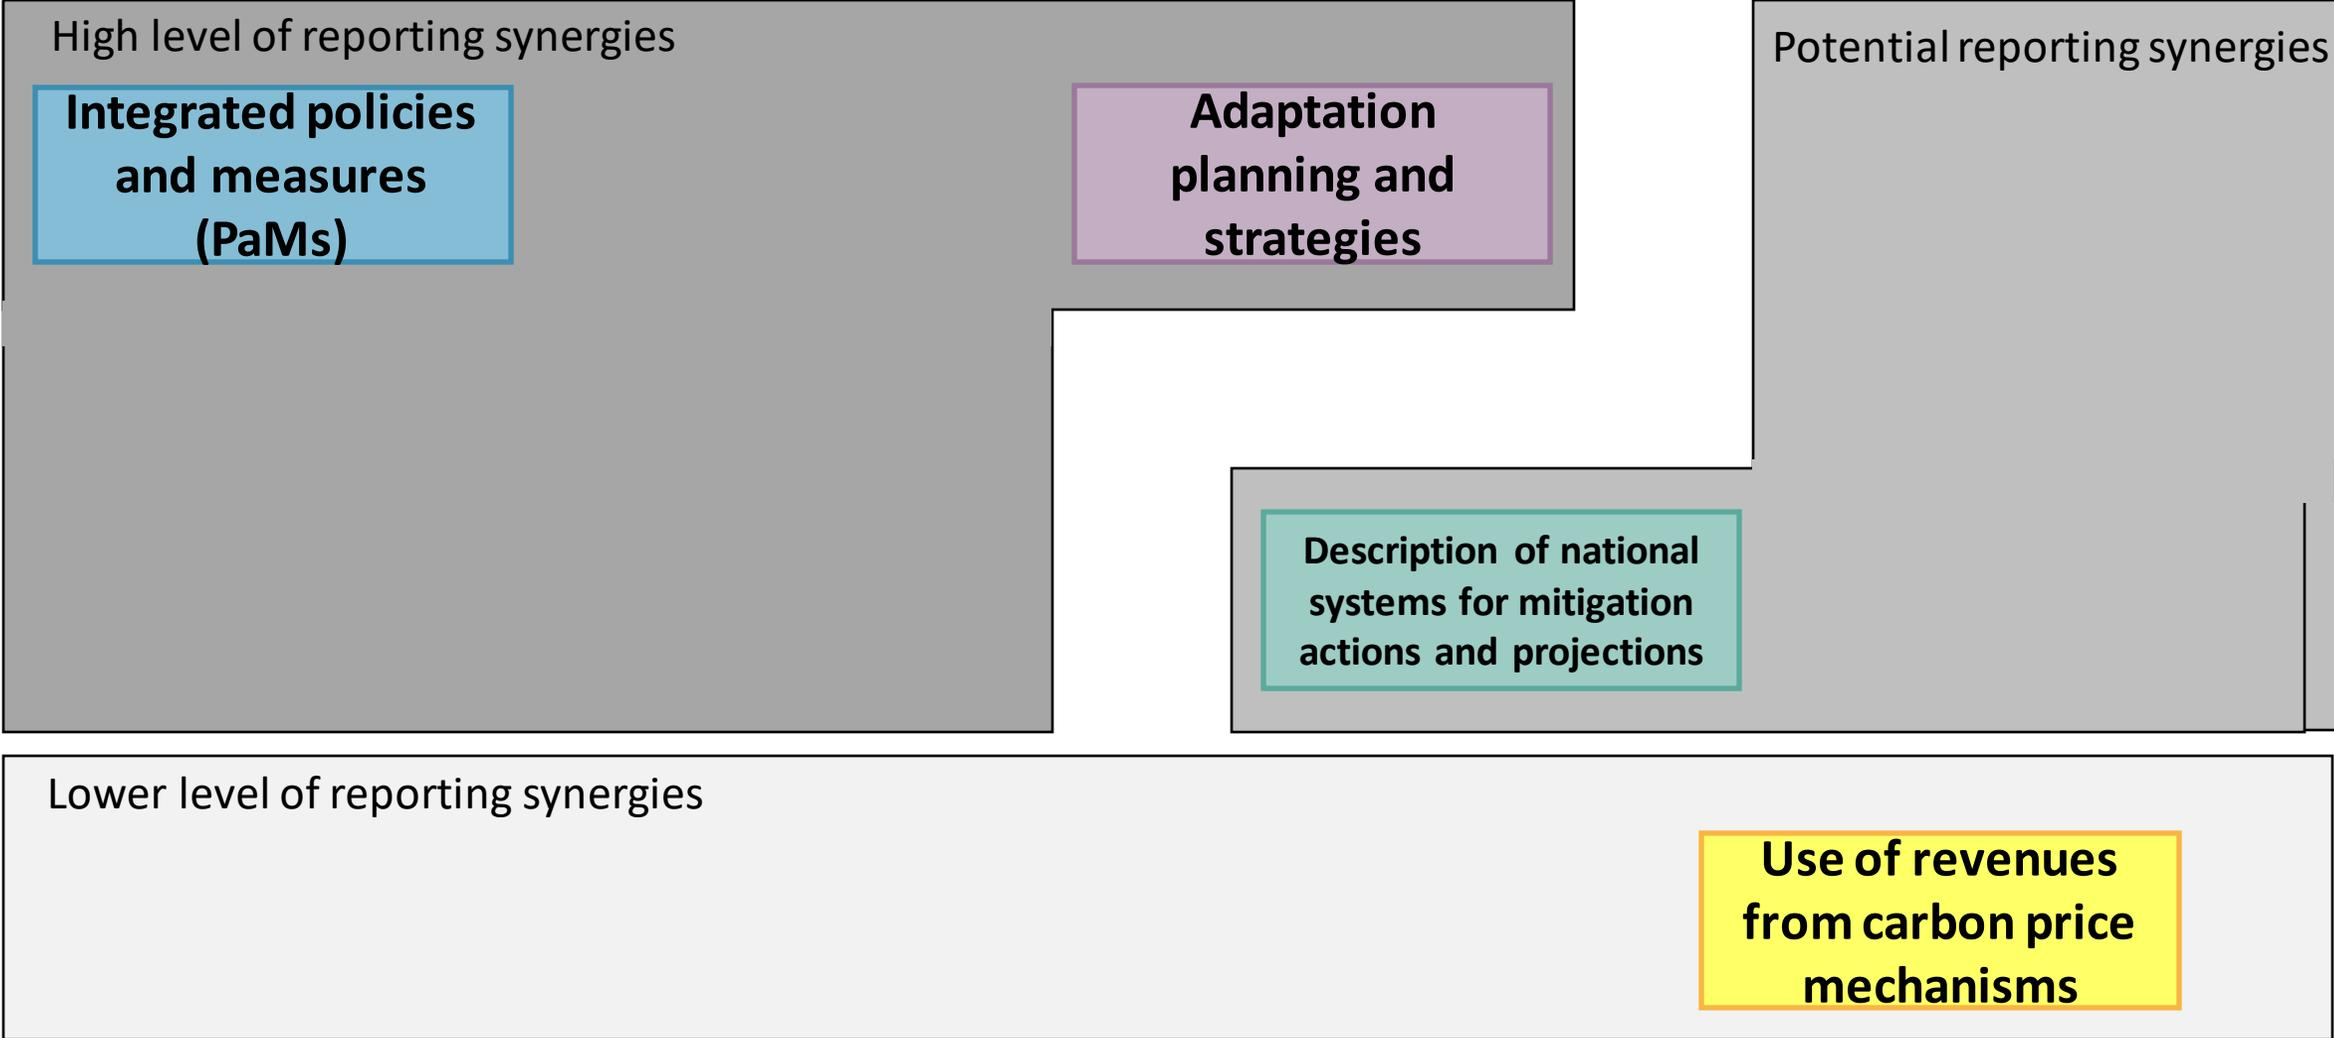 High level of reporting synergies
Integrated policies
and measures
(PaMs)
Adaptation
planning and
strategies
Potential reporting synergies
Description of national
systems for mitigation
actions and projections
Lower level of reporting synergies
Use of revenues
from carbon price
mechanisms